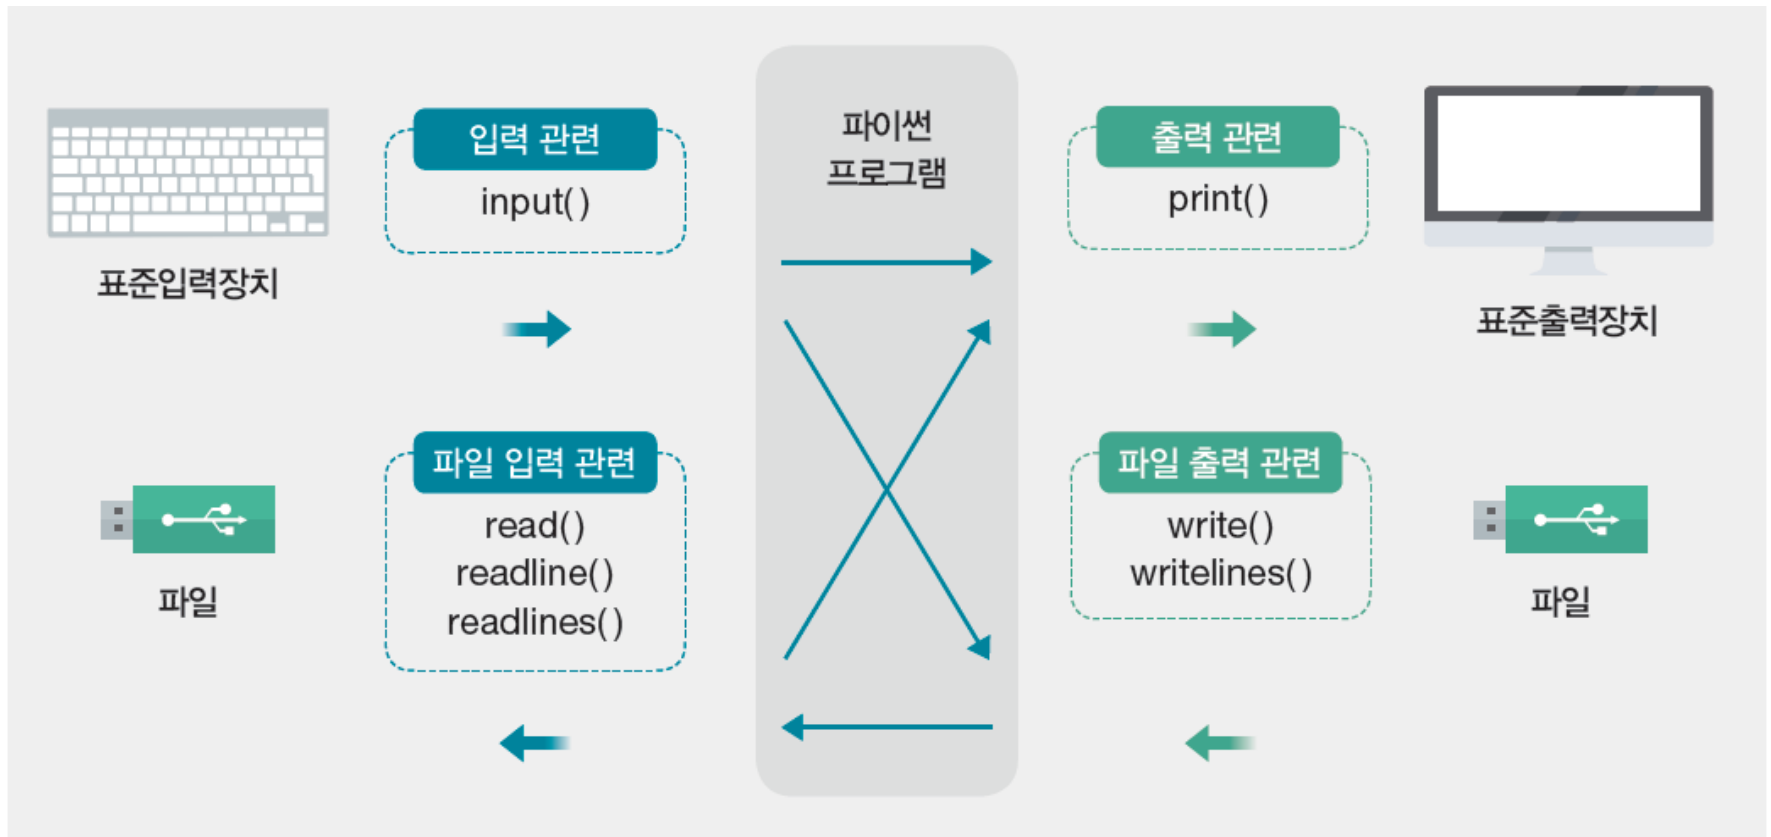 입력 관련
input()
표준입력장치
파이썬
프로그램
출력 관련
print()
표준출력장치
파일 입력 관련
read()
readline()
readlines()
파일
파일 출력 관련
write()
writelines()
파일